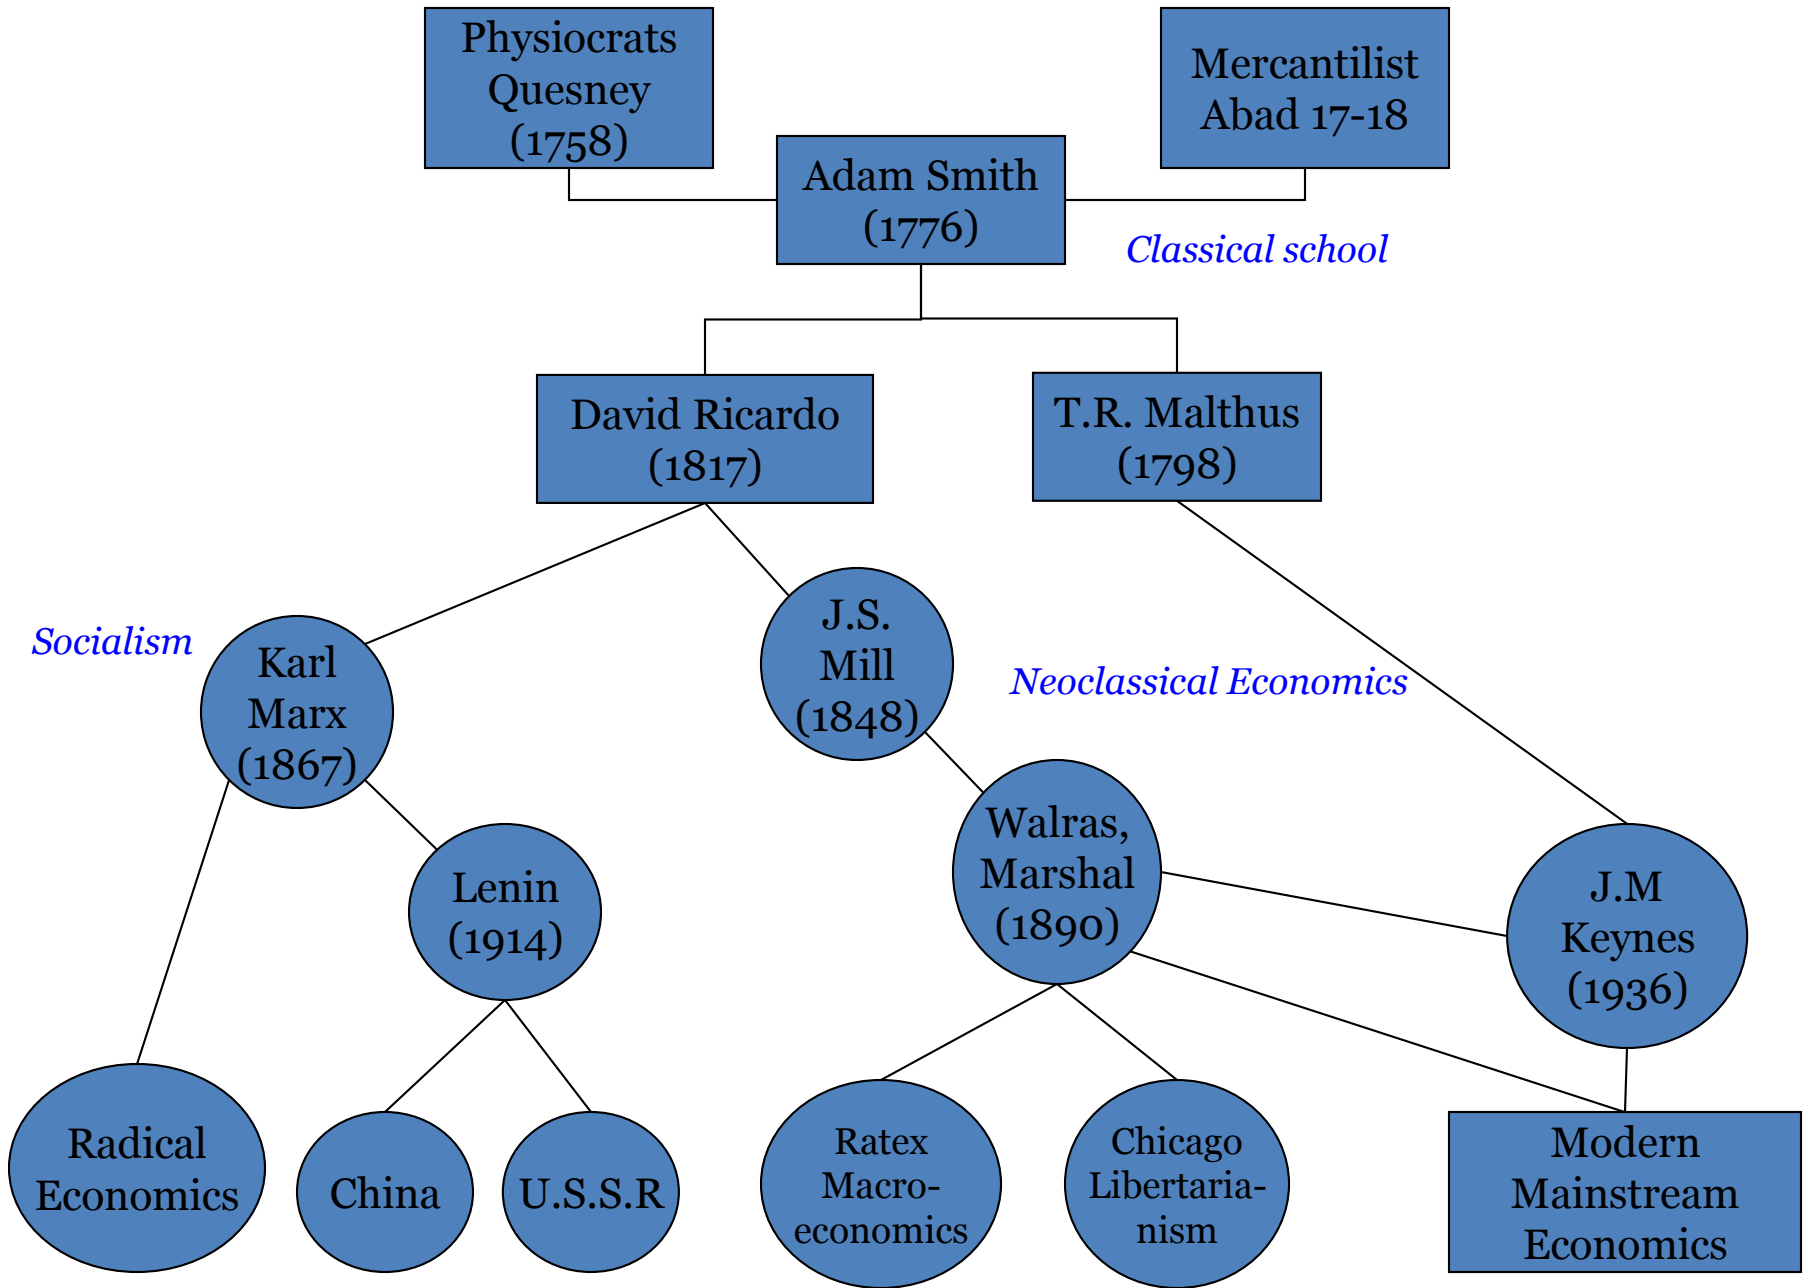 Physiocrats
Quesney
(1758)
Mercantilist
Abad 17-18
Adam Smith
(1776)
Classical school
David Ricardo
(1817)
T.R. Malthus
(1798)
Socialism
Karl
Marx
(1867)
J.S.
Mill
(1848)
Neoclassical Economics
Lenin
(1914)
Walras,
Marshal
(1890)
J.M
Keynes
(1936)
Radical
Economics
China
U.S.S.R
Ratex
Macro-
economics
Chicago
Libertaria-
nism
Modern
Mainstream
Economics